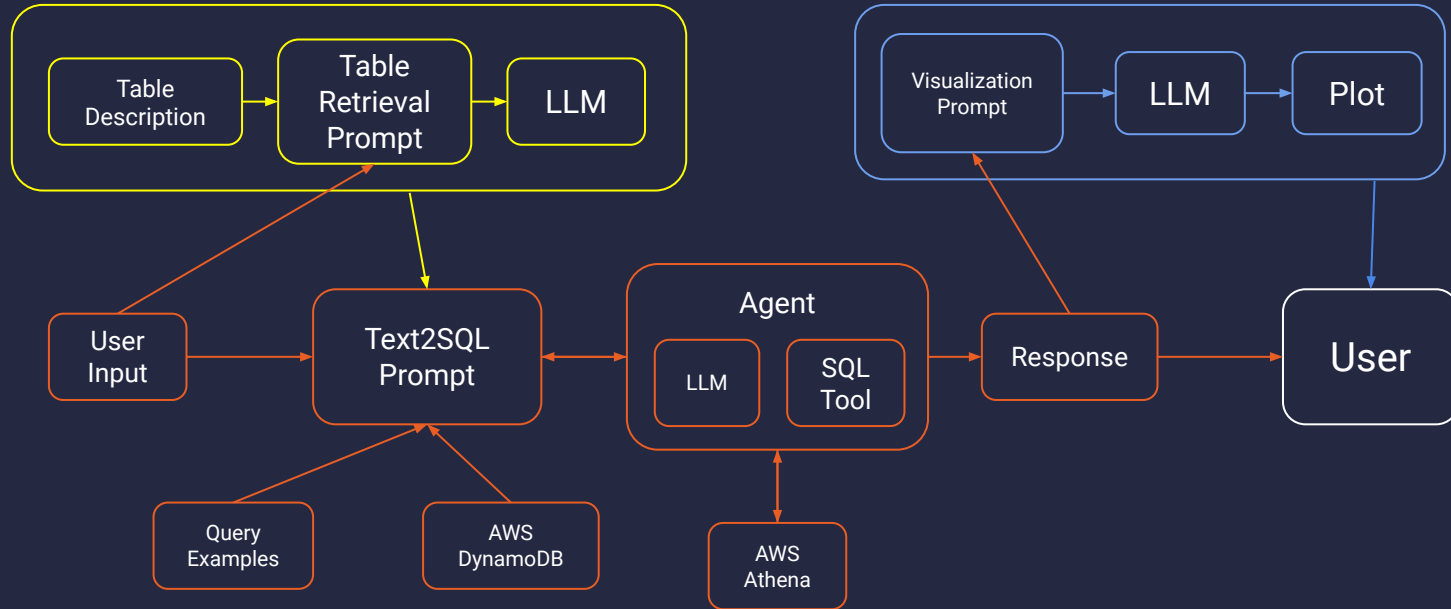 Table
Description
Table
Retrieval
Prompt
LLM
Visualization
Prompt
LLM
Plot
User
Input
Text2SQL
Prompt
Agent
LLM
SQL
Tool
Response
User
Query
Examples
AWS
DynamoDB
AWS
Athena